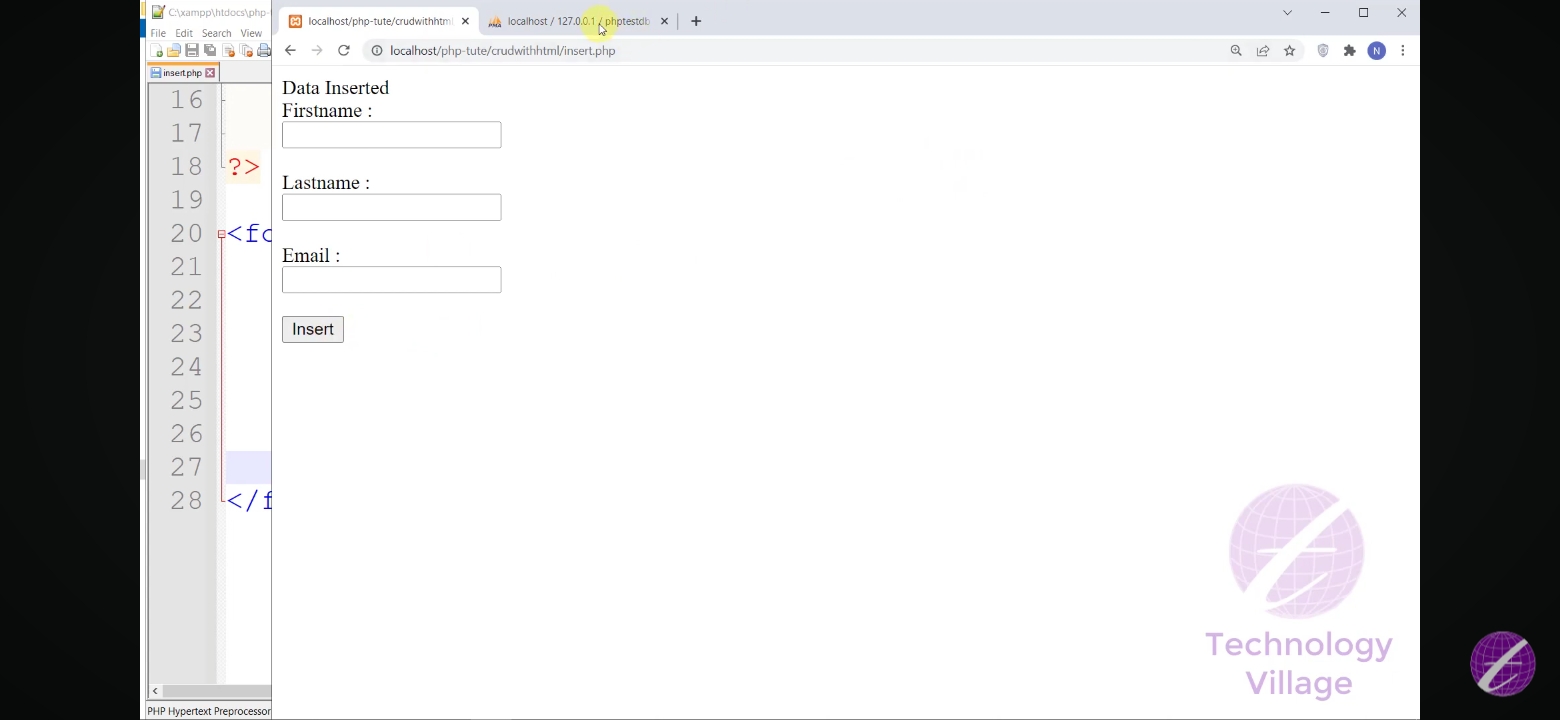 C:\xampp\htdocs\php-
File Edit Search View
insert.php
16
17
18 ?>
19
20 <fo
21
22
23
24
25
26
27
28 </f
PHP Hypertext Preprocessor
localhost/php-tute/crudwithhtml
localhost / 127.0.0.1 / phptestdb
localhost/php-tute/crudwithhtml/insert.php
N
Data Inserted
Firstname :
Lastname :
Email :
Insert
Technology
Village